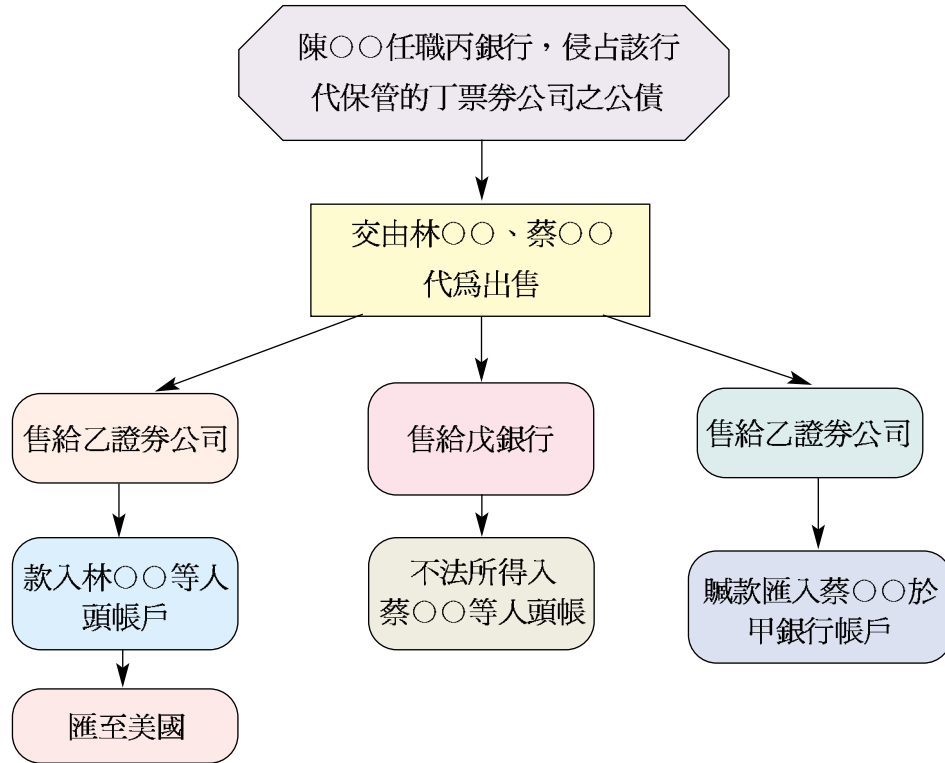 陳○○任職丙銀行，侵占該行
代保管的丁票券公司之公債
交由林○○、蔡○○
代為出售
售給乙證券公司
售給戊銀行
售給乙證券公司
款入林○○等人
頭帳戶
不法所得入
蔡○○等人頭帳
贓款匯入蔡○○於
甲銀行帳戶
匯至美國